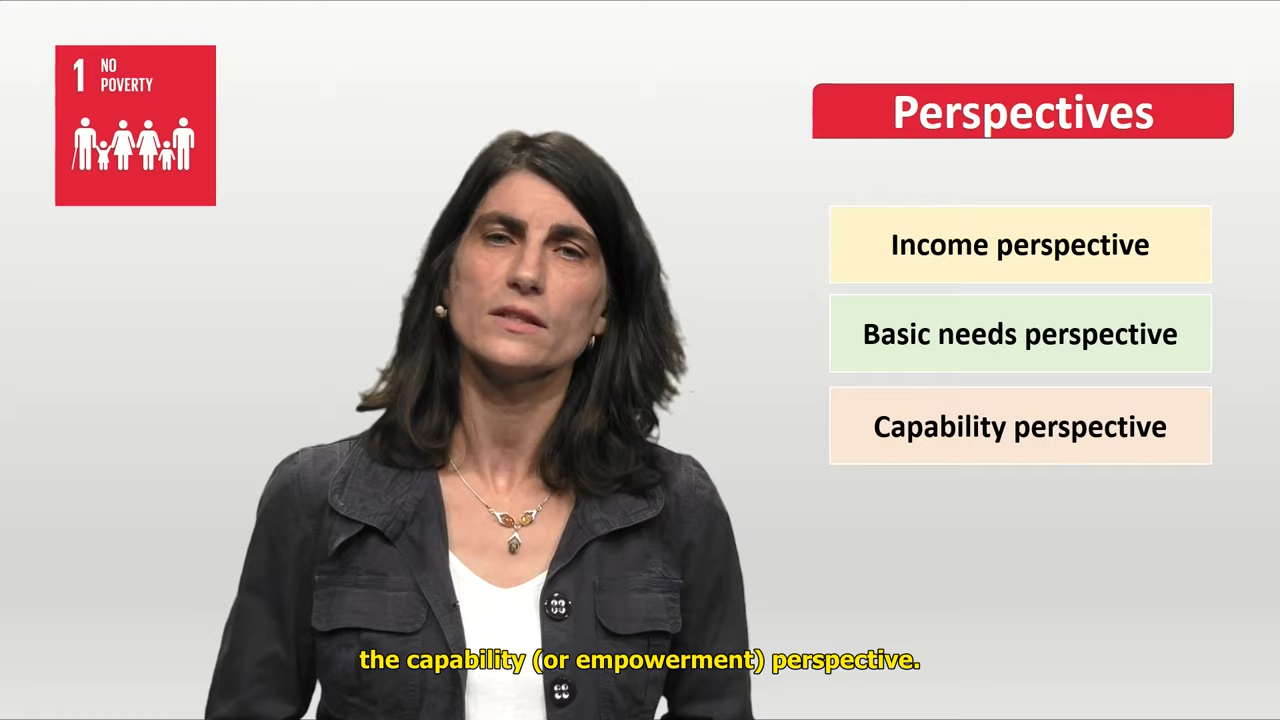 1 NO
POVERTY
Perspectives
Income perspective
Basic needs perspective
Capability perspective
the capability (or empowerment) perspective.